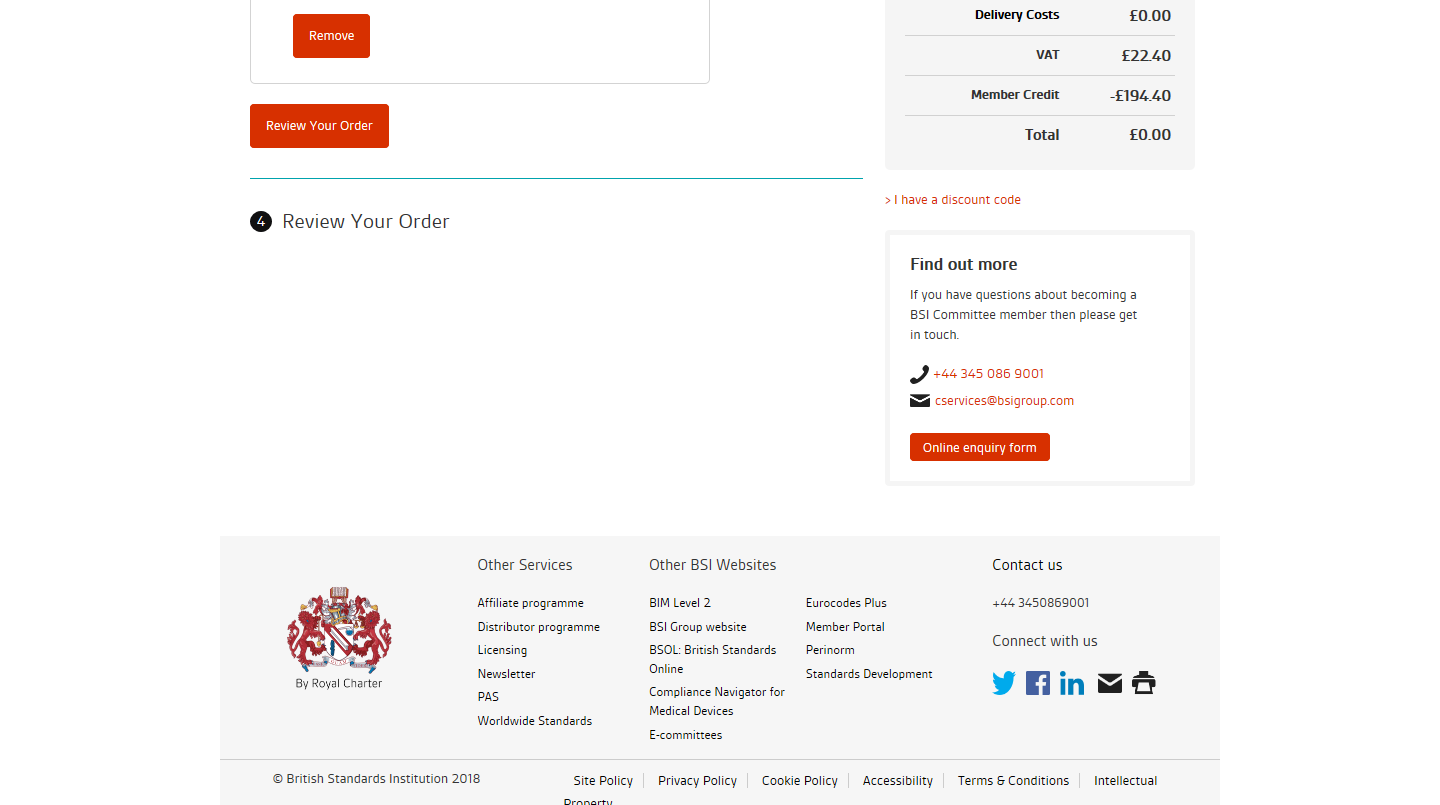 Remove
Review Your Order
4 Review Your Order
Delivery Costs £0.00
VAT £22.40
Member Credit -£194.40
Total £0.00
> I have a discount code
Find out more
If you have questions about becoming a
BSI Committee member then please get
in touch.
+44 345 086 9001
cservices@bsigroup.com
Online enquiry form
By Royal Charter
Other Services
Affiliate programme
Distributor programme
Licensing
Newsletter
PAS
Worldwide Standards
Other BSI Websites
BIM Level 2
BSI Group website
BSOL: British Standards
Online
Compliance Navigator for
Medical Devices
E-committees
Eurocodes Plus
Member Portal
Perinorm
Standards Development
Contact us
+44 3450869001
Connect with us
© British Standards Institution 2018
Site Policy Privacy Policy Cookie Policy Accessibility Terms & Conditions Intellectual
Property